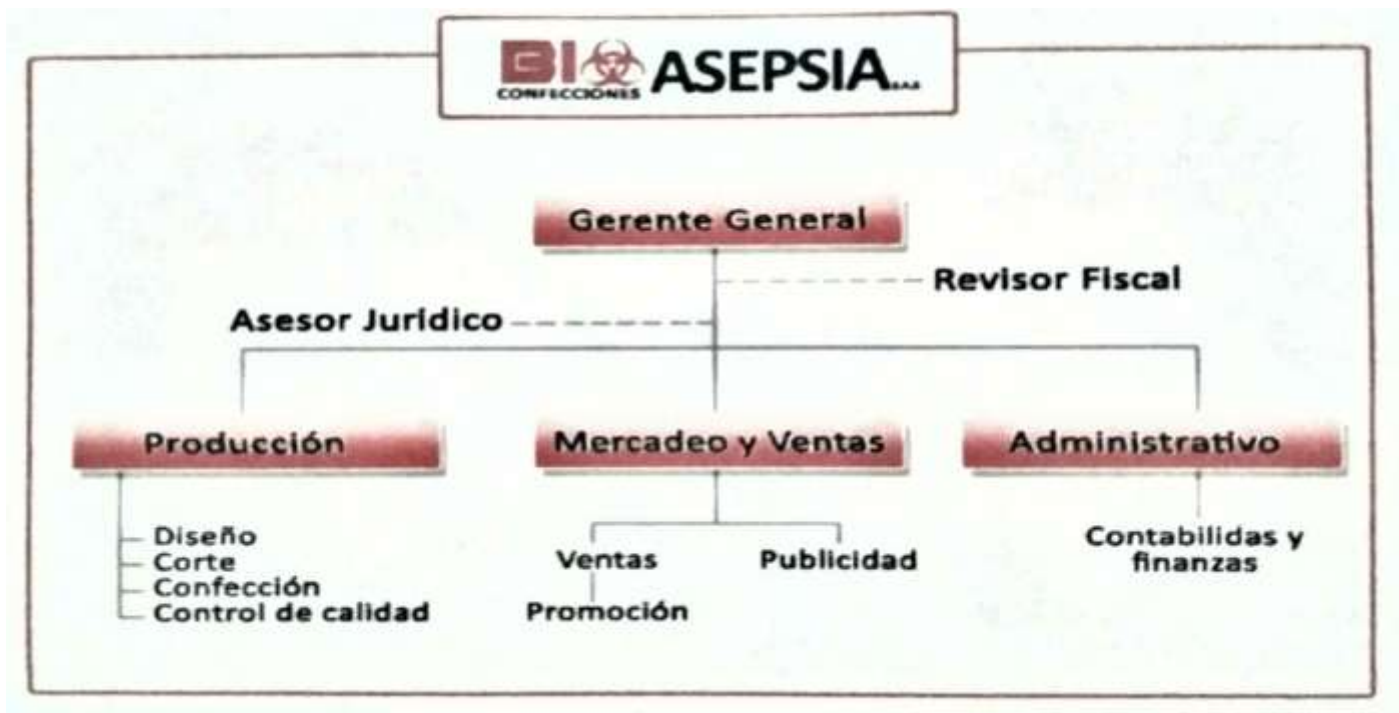 BIO ASEPSIA S.A.S
CONFECCIONES
Gerente General
Revisor Fiscal
Asesor Juridico
Producción
Mercadeo y Ventas
Administrativo
Diseño
Corte
Confección
Control de calidad
Ventas
Publicidad
Promoción
Contabilidas y
finanzas